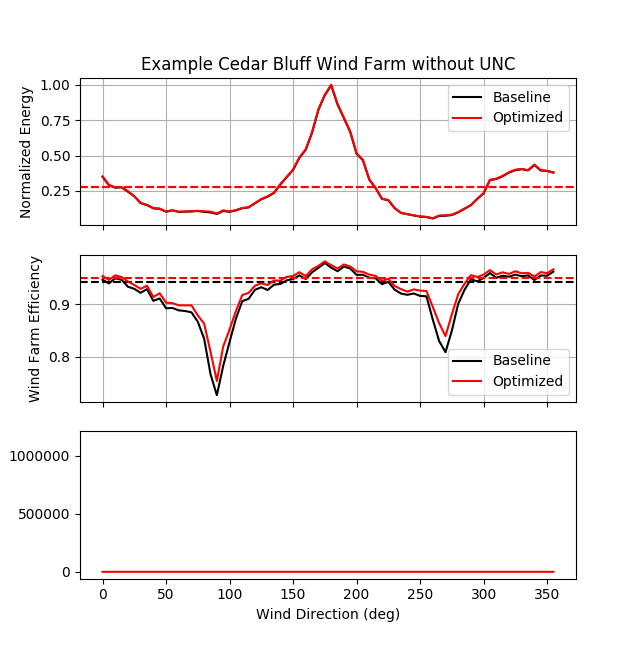 Example Cedar Bluff Wind Farm without UNC
Normalized Energy
1.00
0.75
0.50
0.25
Baseline
Optimized
Wind Farm Efficiency
0.9
0.8
Baseline
Optimized
1000000
500000
0
0 50 100 150 200 250 300 350
Wind Direction (deg)